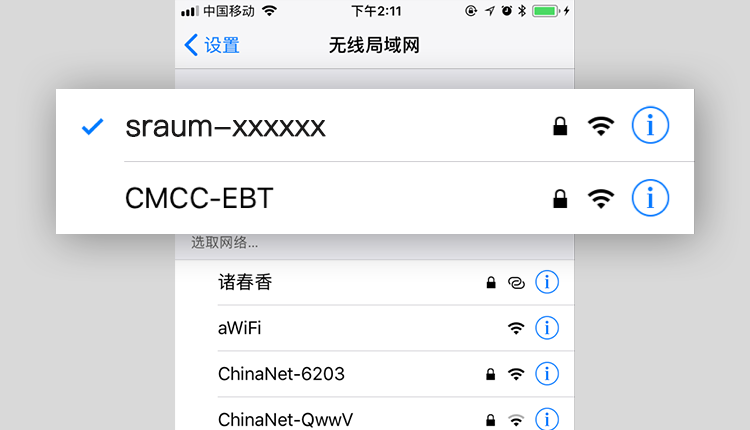 中国移动 下午2:11
设置 无线局域网
sraum-xxxxxx
CMCC-EBT
选取网络...
诸春香
aWiFi
ChinaNet-6203
ChinaNet-QwwV